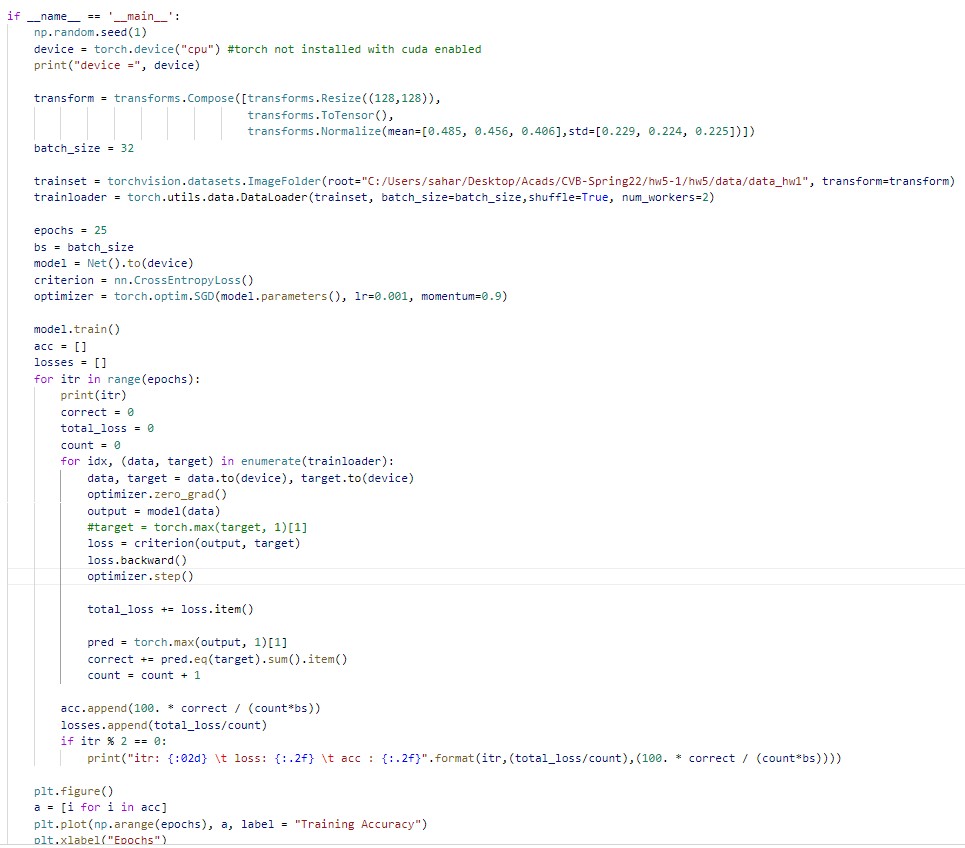 if __name__ == '__main__':
    np.random.seed(1)
    device = torch.device("cpu") #torch not installed with cuda enabled
    print("device =", device)

    transform = transforms.Compose([transforms.Resize((128,128)),
                                    transforms.ToTensor(),
                                    transforms.Normalize(mean=[0.485, 0.456, 0.406],std=[0.229, 0.224, 0.225])])
    batch_size = 32

    trainset = torchvision.datasets.ImageFolder(root="C:/Users/sahar/Desktop/Acads/CVB-Spring22/hw5-1/hw5/data/data_hw1", transform=transform)
    trainloader = torch.utils.data.DataLoader(trainset, batch_size=batch_size,shuffle=True, num_workers=2)

    epochs = 25
    bs = batch_size
    model = Net().to(device)
    criterion = nn.CrossEntropyLoss()
    optimizer = torch.optim.SGD(model.parameters(), lr=0.001, momentum=0.9)

    model.train()
    acc = []
    losses = []
    for itr in range(epochs):
        print(itr)
        correct = 0
        total_loss = 0
        count = 0
        for idx, (data, target) in enumerate(trainloader):
            data, target = data.to(device), target.to(device)
            optimizer.zero_grad()
            output = model(data)
            #target = torch.max(target, 1)[1]
            loss = criterion(output, target)
            loss.backward()
            optimizer.step()

            total_loss += loss.item()

            pred = torch.max(output, 1)[1]
            correct += pred.eq(target).sum().item()
            count = count + 1

        acc.append(100. * correct / (count*bs))
        losses.append(total_loss/count)
        if itr % 2 == 0:
            print("itr: {:02d} \t loss: {:.2f} \t acc : {:.2f}".format(itr,(total_loss/count),(100. * correct / (count*bs))))

    plt.figure()
    a = [i for i in acc]
    plt.plot(np.arange(epochs), a, label = "Training Accuracy")
    plt.xlabel("Epochs")